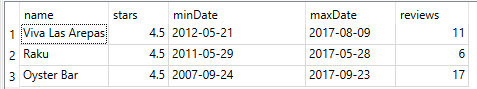 name stars minDate maxDate reviews
1 Viva Las Arepas 4.5 2012-05-21 2017-08-09 11
2 Raku 4.5 2011-05-29 2017-05-28 6
3 Oyster Bar 4.5 2007-09-24 2017-09-23 17